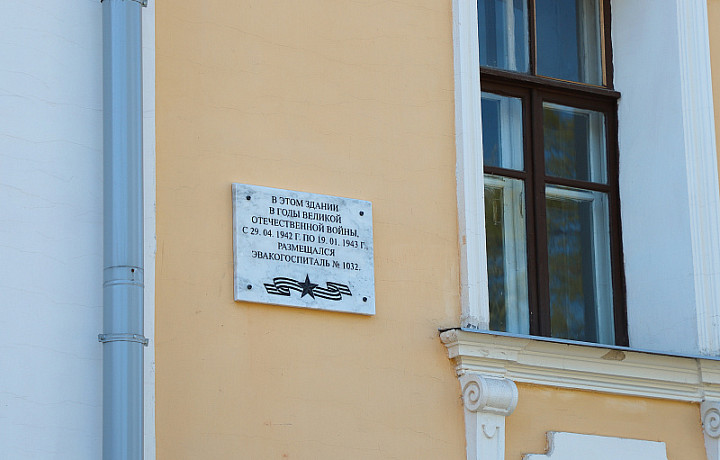 В ЭТОМ ЗДАНИИ
В ГОДЫ ВЕЛИКОЙ
ОТЕЧЕСТВЕННОЙ ВОЙНЫ,
С 29. 04. 1942 Г. ПО 19. 01. 1943 Г.,
РАЗМЕЩАЛСЯ
ЭВАКОГОСПИТАЛЬ № 1032.